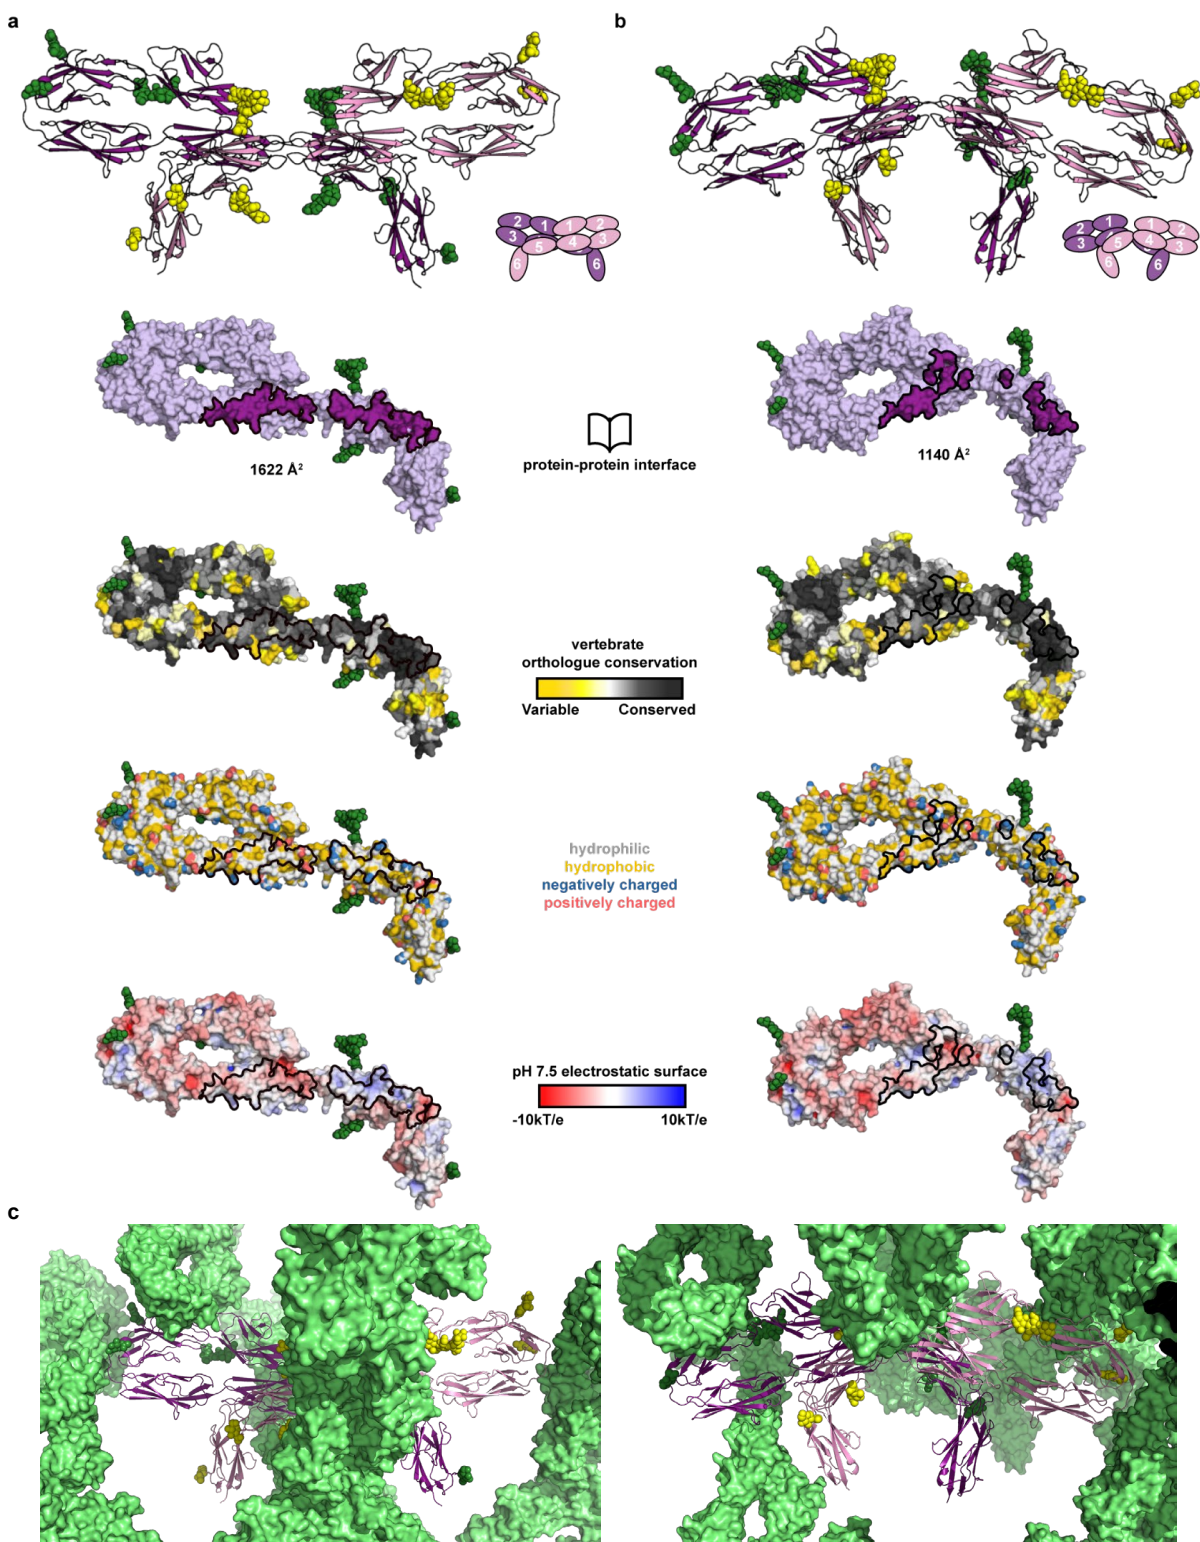 a
b
2 1 1 2
3 5 4 3
6 6
2 1 1 2
3 5 4 3
6 6
1622 Å²
protein-protein interface
1140 Å²
vertebrate
orthologue conservation
Variable Conserved
hydrophilic
hydrophobic
negatively charged
positively charged
pH 7.5 electrostatic surface
-10kT/e 10kT/e
c